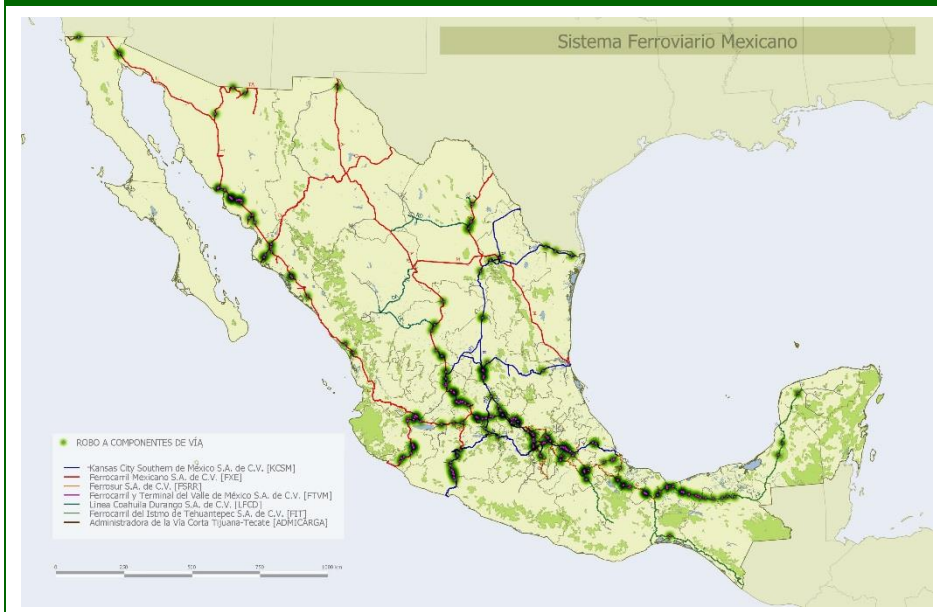 Sistema Ferroviario Mexicano
ROBO A COMPONENTES DE VÍA
Kansas City Southern de México S.A. de C.V. [KCSM]
Ferrocarril Mexicano S.A. de C.V. [FXE]
Ferrosur S.A. de C.V. [FSRR]
Ferrocarril y Terminal del Valle de México S.A. de C.V. [FTVM]
Línea Coahuila Durango S.A. de C.V. [LFCD]
Ferrocarril del Istmo de Tehuantepec S.A. de C.V. [FIT]
Administradora de la Vía Corta Tijuana-Tecate [ADMICARGA]
0 250 500 750 1000 km